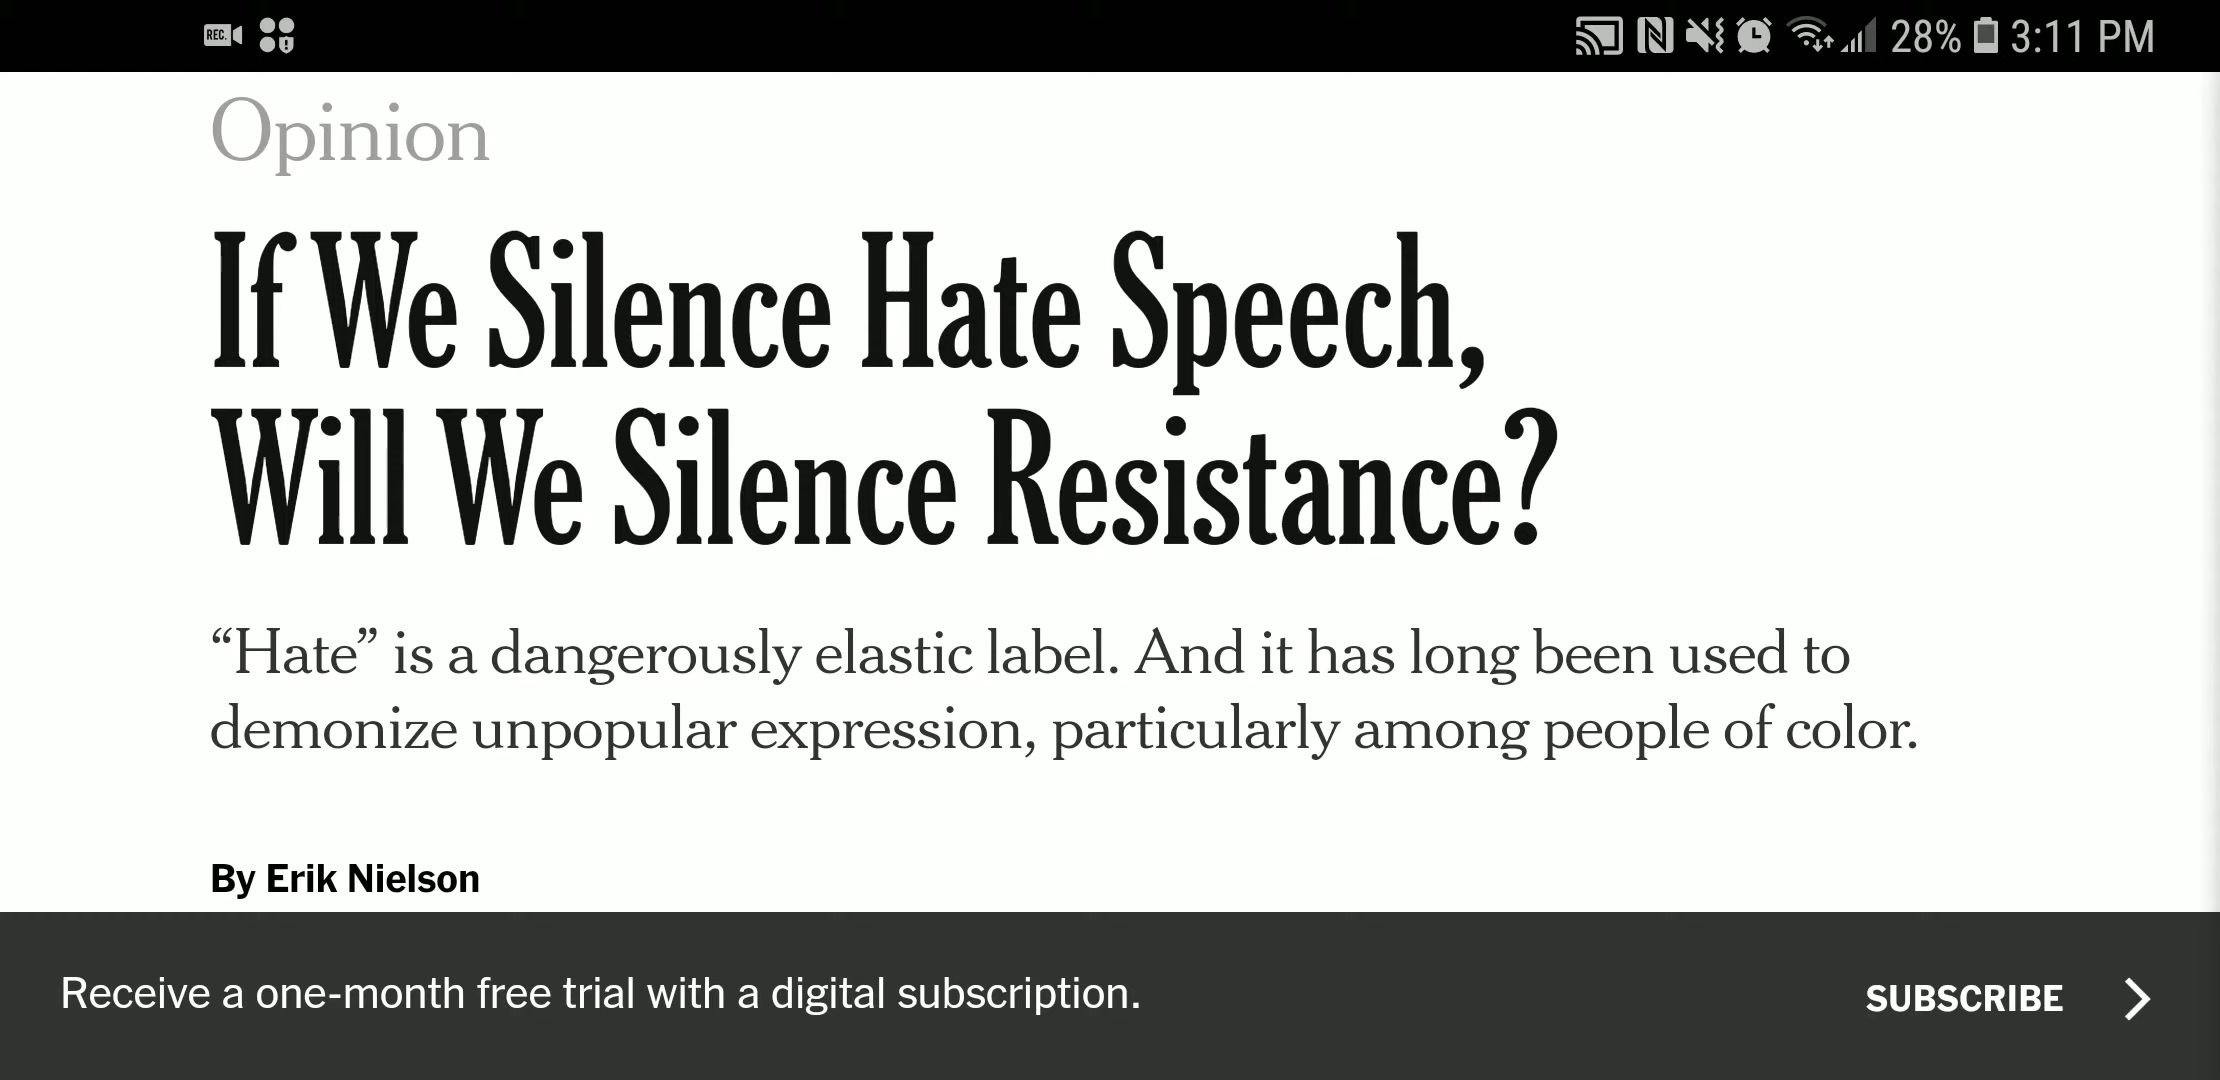 REC.
28% 3:11 PM
Opinion
If We Silence Hate Speech,
Will We Silence Resistance?
“Hate” is a dangerously elastic label. And it has long been used to
demonize unpopular expression, particularly among people of color.
By Erik Nielson
Receive a one-month free trial with a digital subscription.
SUBSCRIBE